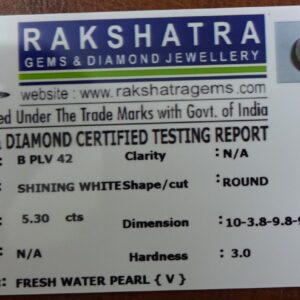 RAKSHATRA
GEMS & DIAMOND JEWELLERY
website : www.rakshatragems.com
ed Under The Trade Marks with Govt. of India
DIAMOND CERTIFIED TESTING REPORT
: B PLV 42 Clarity : N/A
: SHINING WHITE Shape/cut : ROUND
: 5.30 cts Dimension : 10-3.8-9.8-9
: N/A Hardness : 3.0
: FRESH WATER PEARL { V }